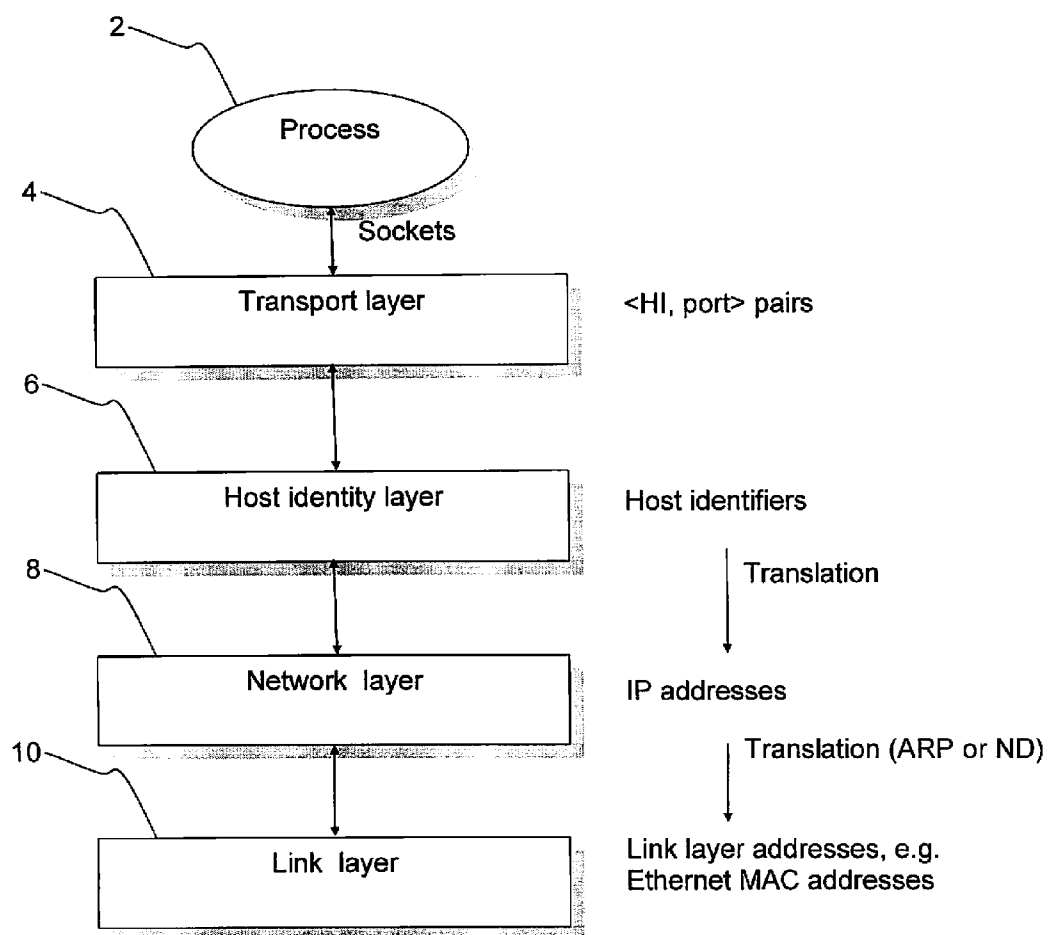 2
Process
4
Sockets
Transport layer
<HI, port> pairs
6
Host identity layer
Host identifiers
8
Translation
Network layer
IP addresses
10
Translation (ARP or ND)
Link layer
Link layer addresses, e.g.
Ethernet MAC addresses